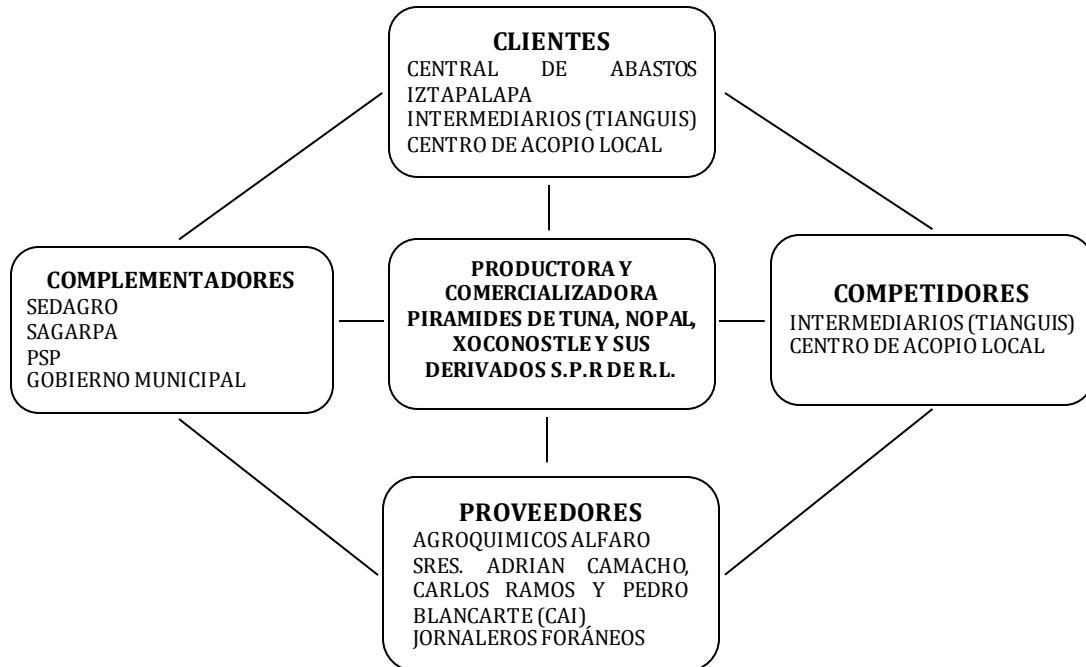 CLIENTES
CENTRAL DE ABASTOS
IZTAPALAPA
INTERMEDIARIOS (TIANGUIS)
CENTRO DE ACOPIO LOCAL
COMPLEMENTADORES
SEDAGRO
SAGARPA
PSP
GOBIERNO MUNICIPAL
PRODUCTORA Y
COMERCIALIZADORA
PIRAMIDES DE TUNA, NOPAL,
XOCONOSTLE Y SUS
DERIVADOS S.P.R DE R.L.
COMPETIDORES
INTERMEDIARIOS (TIANGUIS)
CENTRO DE ACOPIO LOCAL
PROVEEDORES
AGROQUIMICOS ALFARO
SRES. ADRIAN CAMACHO,
CARLOS RAMOS Y PEDRO
BLANCARTE (CAI)
JORNALEROS FORÁNEOS